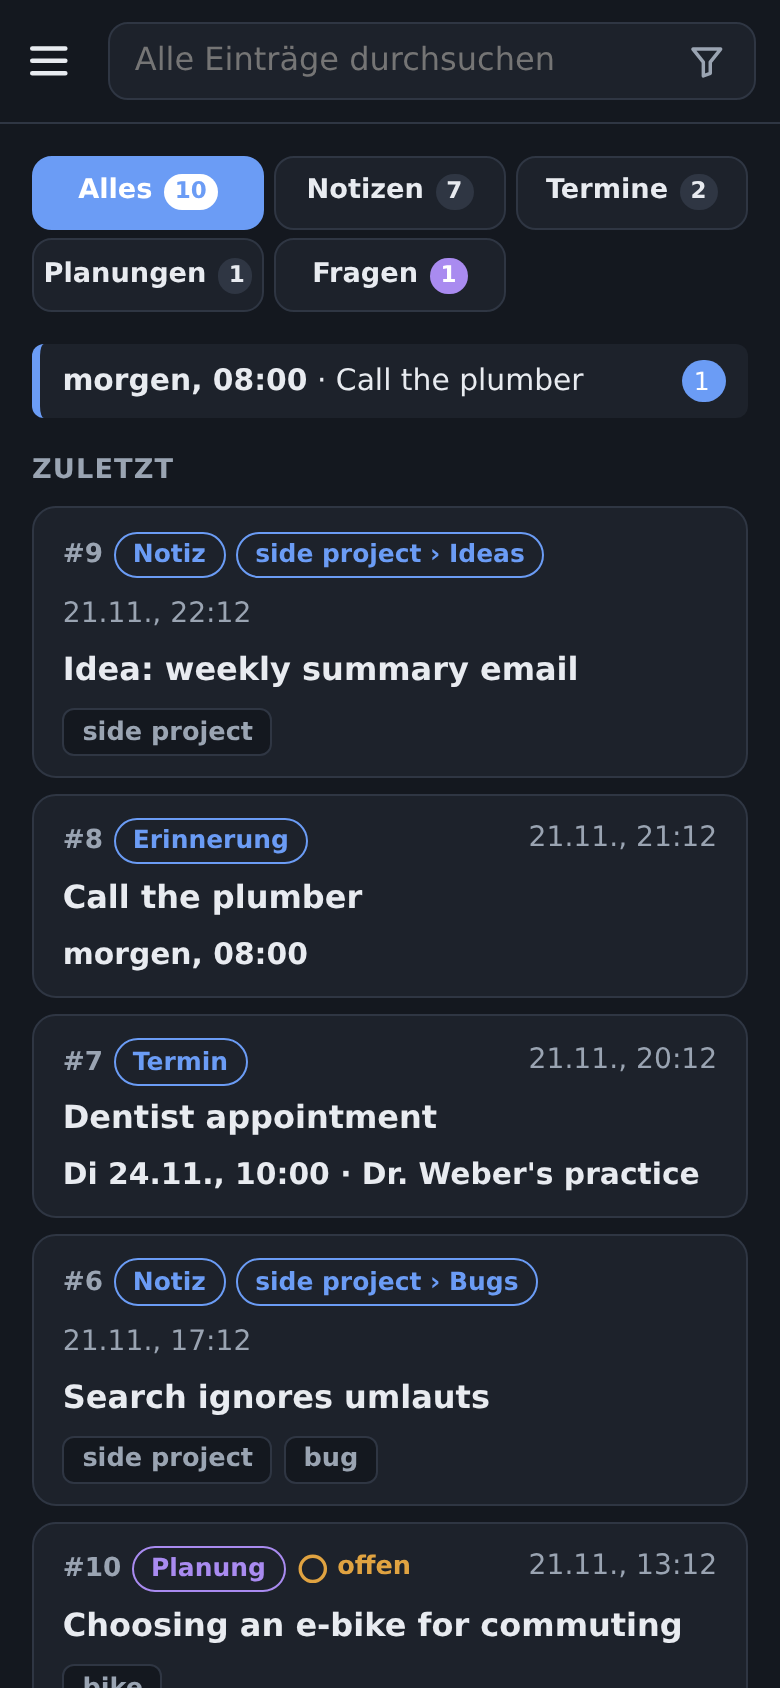 Alle Einträge durchsuchen
Alles 10
Notizen 7
Termine 2
Planungen 1
Fragen 1
morgen, 08:00 · Call the plumber 1
ZULETZT
#9 Notiz side project › Ideas
21.11., 22:12
Idea: weekly summary email
side project
#8 Erinnerung 21.11., 21:12
Call the plumber
morgen, 08:00
#7 Termin 21.11., 20:12
Dentist appointment
Di 24.11., 10:00 · Dr. Weber's practice
#6 Notiz side project › Bugs
21.11., 17:12
Search ignores umlauts
side project bug
#10 Planung offen 21.11., 13:12
Choosing an e-bike for commuting
bike